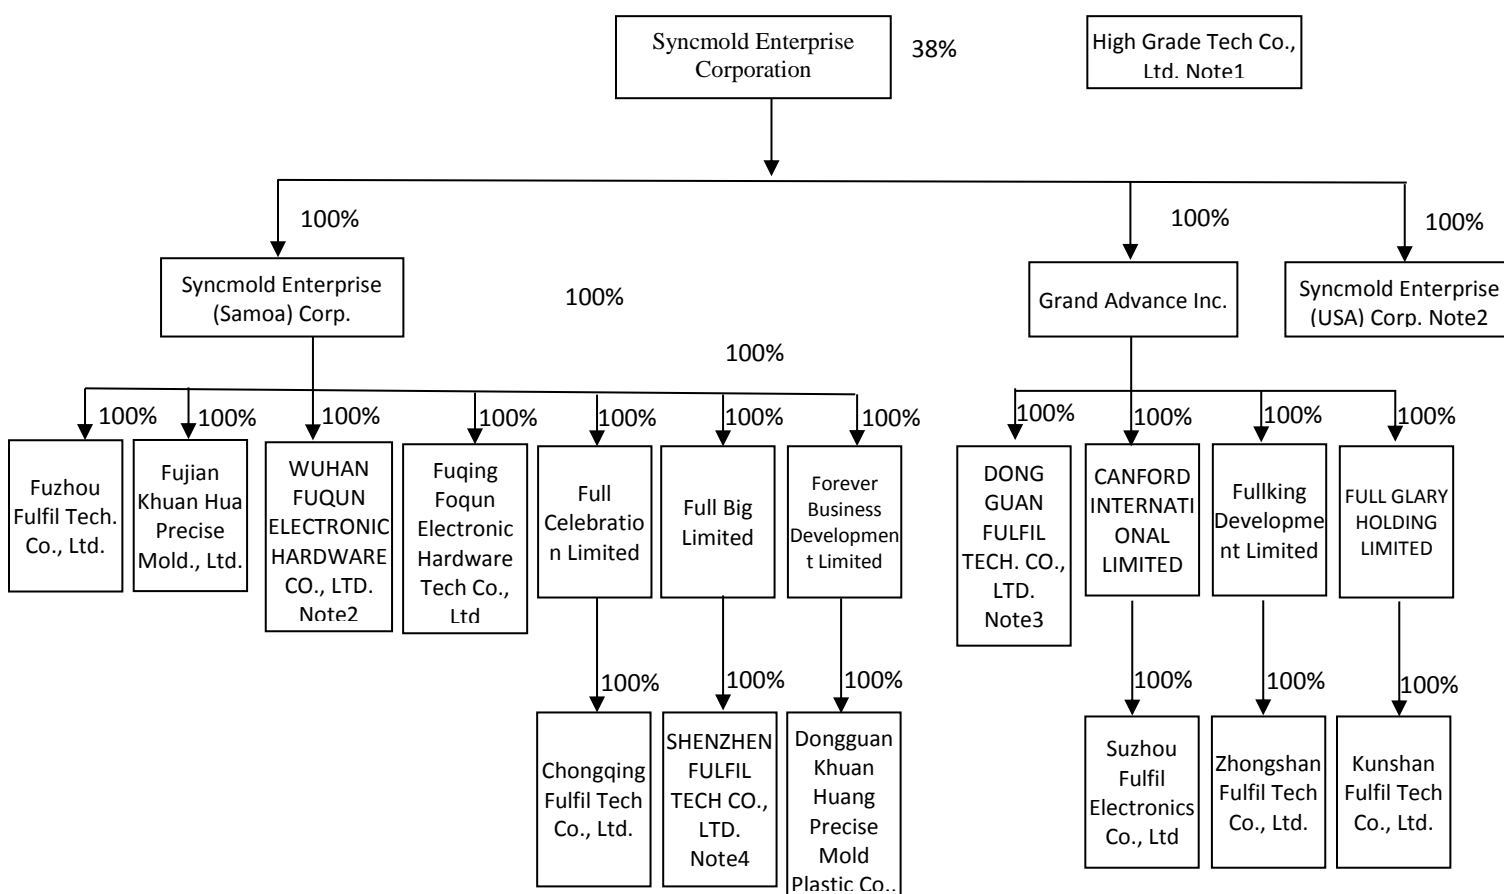 Syncmold Enterprise
Corporation
38%
High Grade Tech Co.,
Ltd. Note1
100%
100%
100%
Syncmold Enterprise
(Samoa) Corp.
100%
Grand Advance Inc.
Syncmold Enterprise
(USA) Corp. Note2
100%
100%
100%
100%
100%
100%
100%
100%
100%
100%
100%
100%
Fuzhou
Fulfil Tech.
Co., Ltd.
Fujian
Khuan Hua
Precise
Mold., Ltd.
WUHAN
FUQUN
ELECTRONIC
HARDWARE
CO., LTD.
Note2
Fuqing
Foqun
Electronic
Hardware
Tech Co.,
Ltd
Full
Celebratio
n Limited
Full Big
Limited
Forever
Business
Developmen
t Limited
DONG
GUAN
FULFIL
TECH. CO.,
LTD.
Note3
CANFORD
INTERNATI
ONAL
LIMITED
Fullking
Developme
nt Limited
FULL GLARY
HOLDING
LIMITED
100%
100%
100%
100%
100%
100%
Chongqing
Fulfil Tech
Co., Ltd.
SHENZHEN
FULFIL
TECH CO.,
LTD.
Note4
Dongguan
Khuan
Huang
Precise
Mold
Plastic Co.,
Suzhou
Fulfil
Electronics
Co., Ltd
Zhongshan
Fulfil Tech
Co., Ltd.
Kunshan
Fulfil Tech
Co., Ltd.